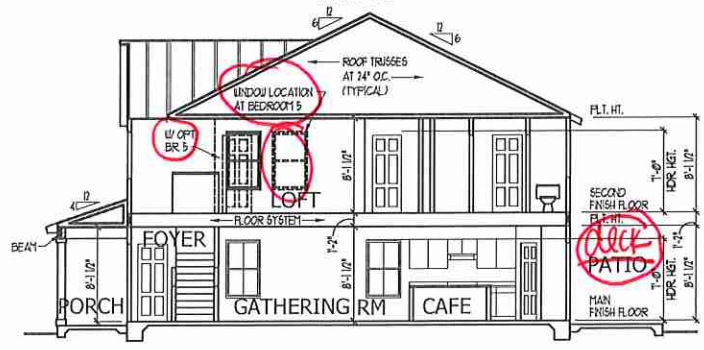 12
6
12
6
ROOF TRUSSES
AT 24" O.C.
(TYPICAL)
WINDOW LOCATION
AT BEDROOM 5
W/ OPT
BR. 5
LOFT
PLT. HT.
7'-0"
HDR. HGT.
8'-1 1/2"
SECOND
FINISH FLOOR
12
4
BEAM
FLOOR SYSTEM
1'-2"
PLT. HT.
1'-2"
deck
PATIO
FOYER
8'-1 1/2"
PORCH
GATHERING RM
8'-1 1/2"
8'-1 1/2"
CAFE
7'-0"
HDR. HGT.
8'-1 1/2"
MAIN
FINISH FLOOR